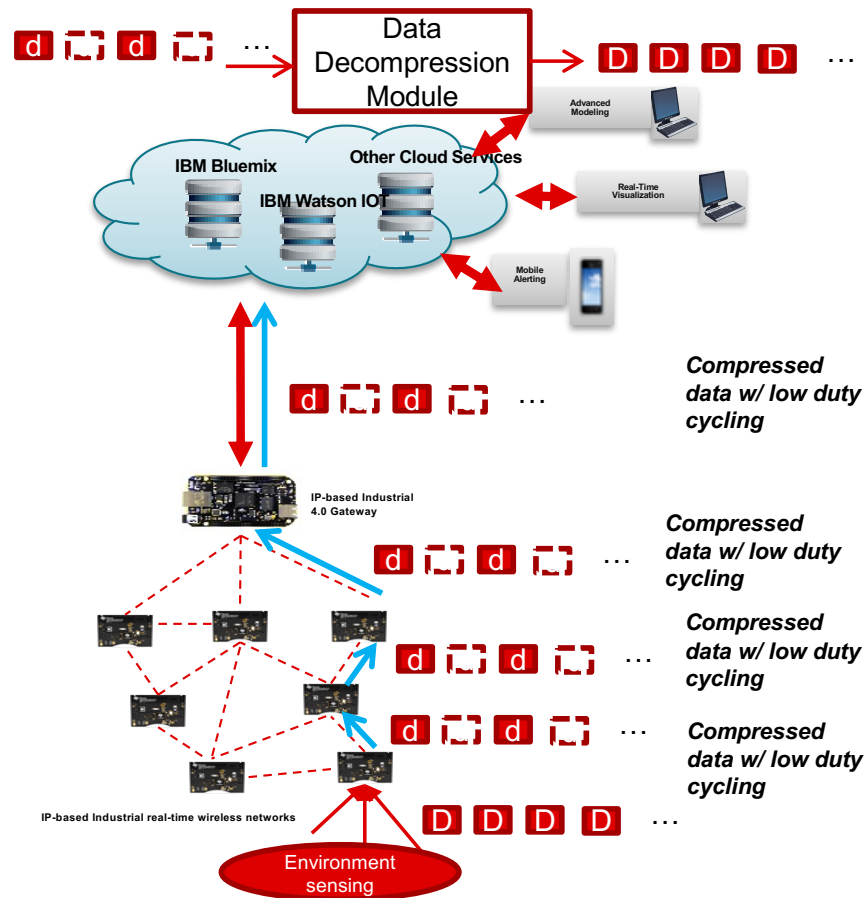 d d ...
Data
Decompression
Module
D D D D ...
Advanced
Modeling
IBM Bluemix
Other Cloud Services
IBM Watson IOT
Real-Time
Visualization
Mobile
Alerting
d d ...
Compressed
data w/ low duty
cycling
IP-based Industrial
4.0 Gateway
d d ...
Compressed
data w/ low duty
cycling
d d ...
Compressed
data w/ low duty
cycling
d d ...
Compressed
data w/ low duty
cycling
IP-based Industrial real-time wireless networks
D D D D ...
Environment
sensing